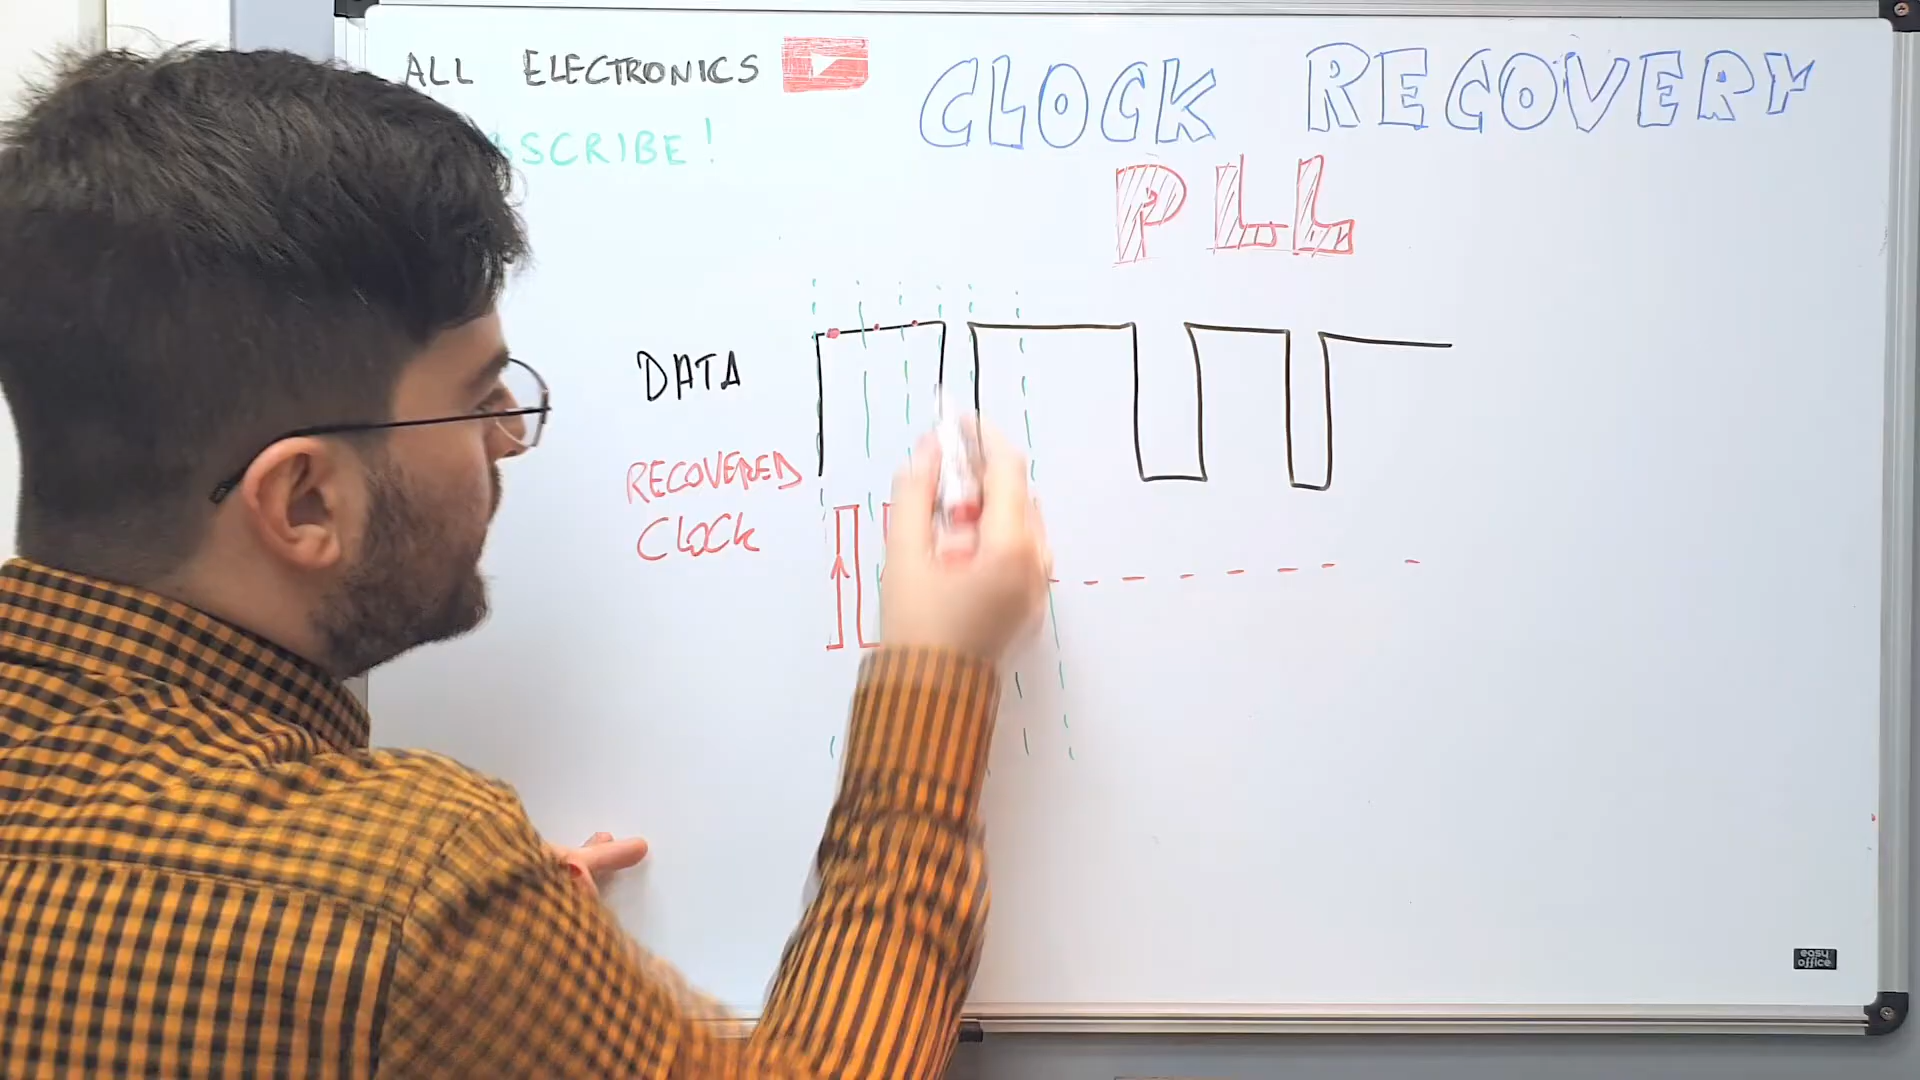 ALL ELECTRONICS
SCRIBE!
CLOCK RECOVERY
PLL
DATA
RECOVERED
CLOCK
easy
office